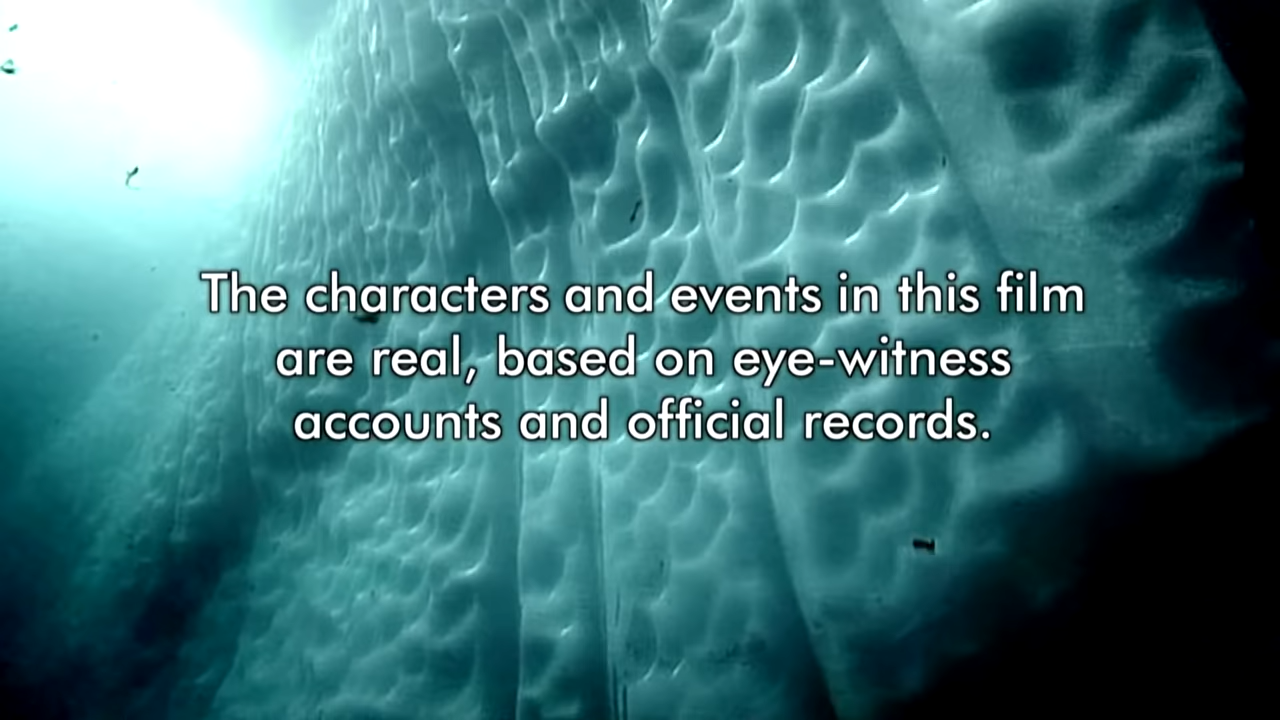 The characters and events in this film
are real, based on eye-witness
accounts and official records.